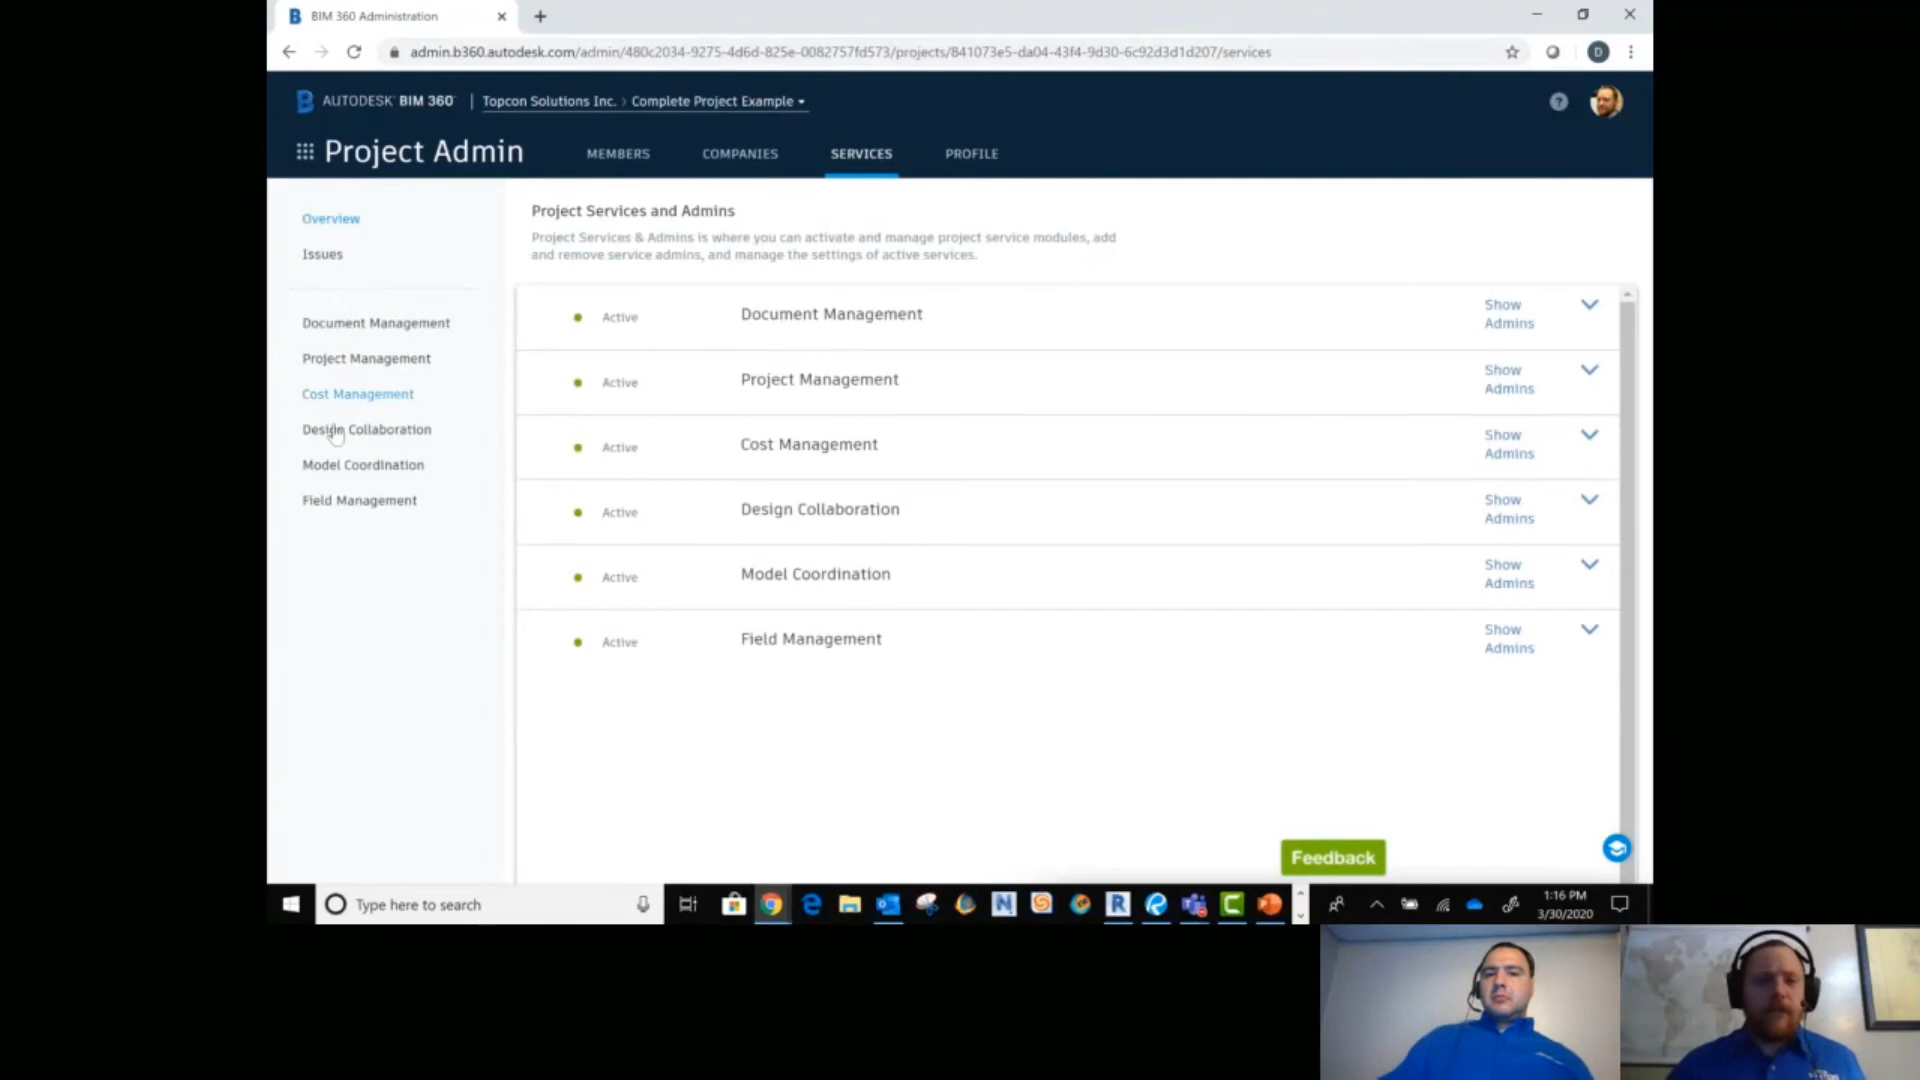 BIM 360 Administration
admin.b360.autodesk.com/admin/480c2034-9275-4d6d-825e-0082757fd573/projects/841073e5-da04-43f4-9d30-6c92d3d1d207/services
D
AUTODESK BIM 360 | Topcon Solutions Inc. > Complete Project Example
Project Admin
MEMBERS COMPANIES SERVICES PROFILE
Overview
Issues
Document Management
Project Management
Cost Management
Design Collaboration
Model Coordination
Field Management
Project Services and Admins
Project Services & Admins is where you can activate and manage project service modules, add
and remove service admins, and manage the settings of active services.
Active Document Management Show
Admins
Active Project Management Show
Admins
Active Cost Management Show
Admins
Active Design Collaboration Show
Admins
Active Model Coordination Show
Admins
Active Field Management Show
Admins
Feedback
Type here to search
1:16 PM
3/30/2020